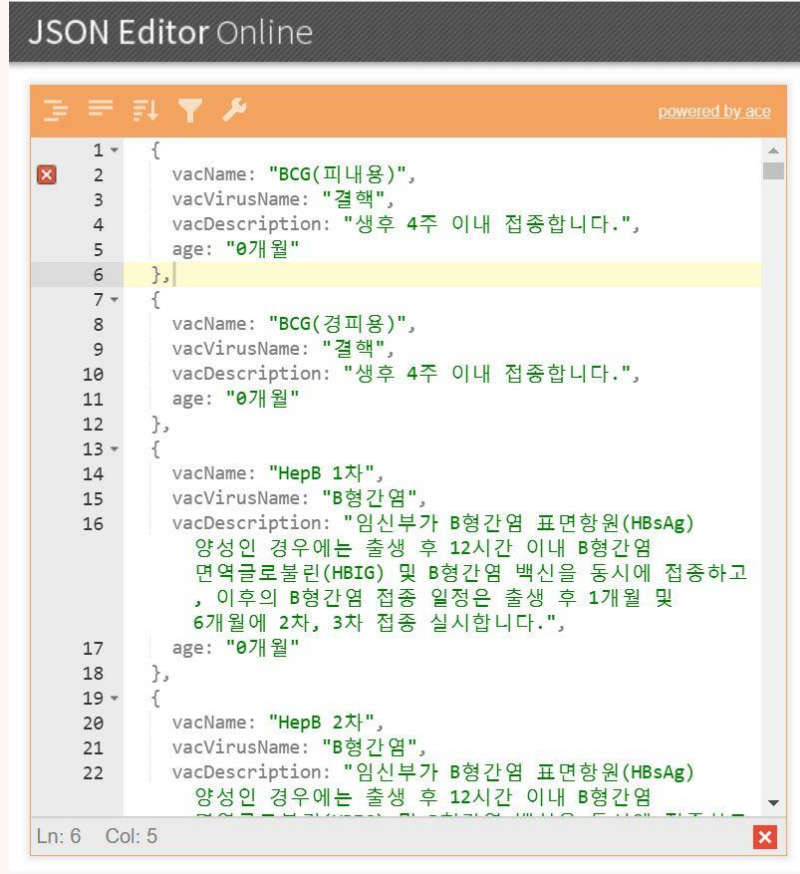 JSON Editor Online
powered by ace
1 {
2 vacName: "BCG(피내용)",
3 vacVirusName: "결핵",
4 vacDescription: "생후 4주 이내 접종합니다.",
5 age: "0개월"
6 },
7 {
8 vacName: "BCG(경피용)",
9 vacVirusName: "결핵",
10 vacDescription: "생후 4주 이내 접종합니다.",
11 age: "0개월"
12 },
13 {
14 vacName: "HepB 1차",
15 vacVirusName: "B형간염",
16 vacDescription: "임신부가 B형간염 표면항원(HBsAg)
양성인 경우에는 출생 후 12시간 이내 B형간염
면역글로불린(HBIG) 및 B형간염 백신을 동시에 접종하고
, 이후의 B형간염 접종 일정은 출생 후 1개월 및
6개월에 2차, 3차 접종 실시합니다.",
17 age: "0개월"
18 },
19 {
20 vacName: "HepB 2차",
21 vacVirusName: "B형간염",
22 vacDescription: "임신부가 B형간염 표면항원(HBsAg)
양성인 경우에는 출생 후 12시간 이내 B형간염
Ln: 6 Col: 5